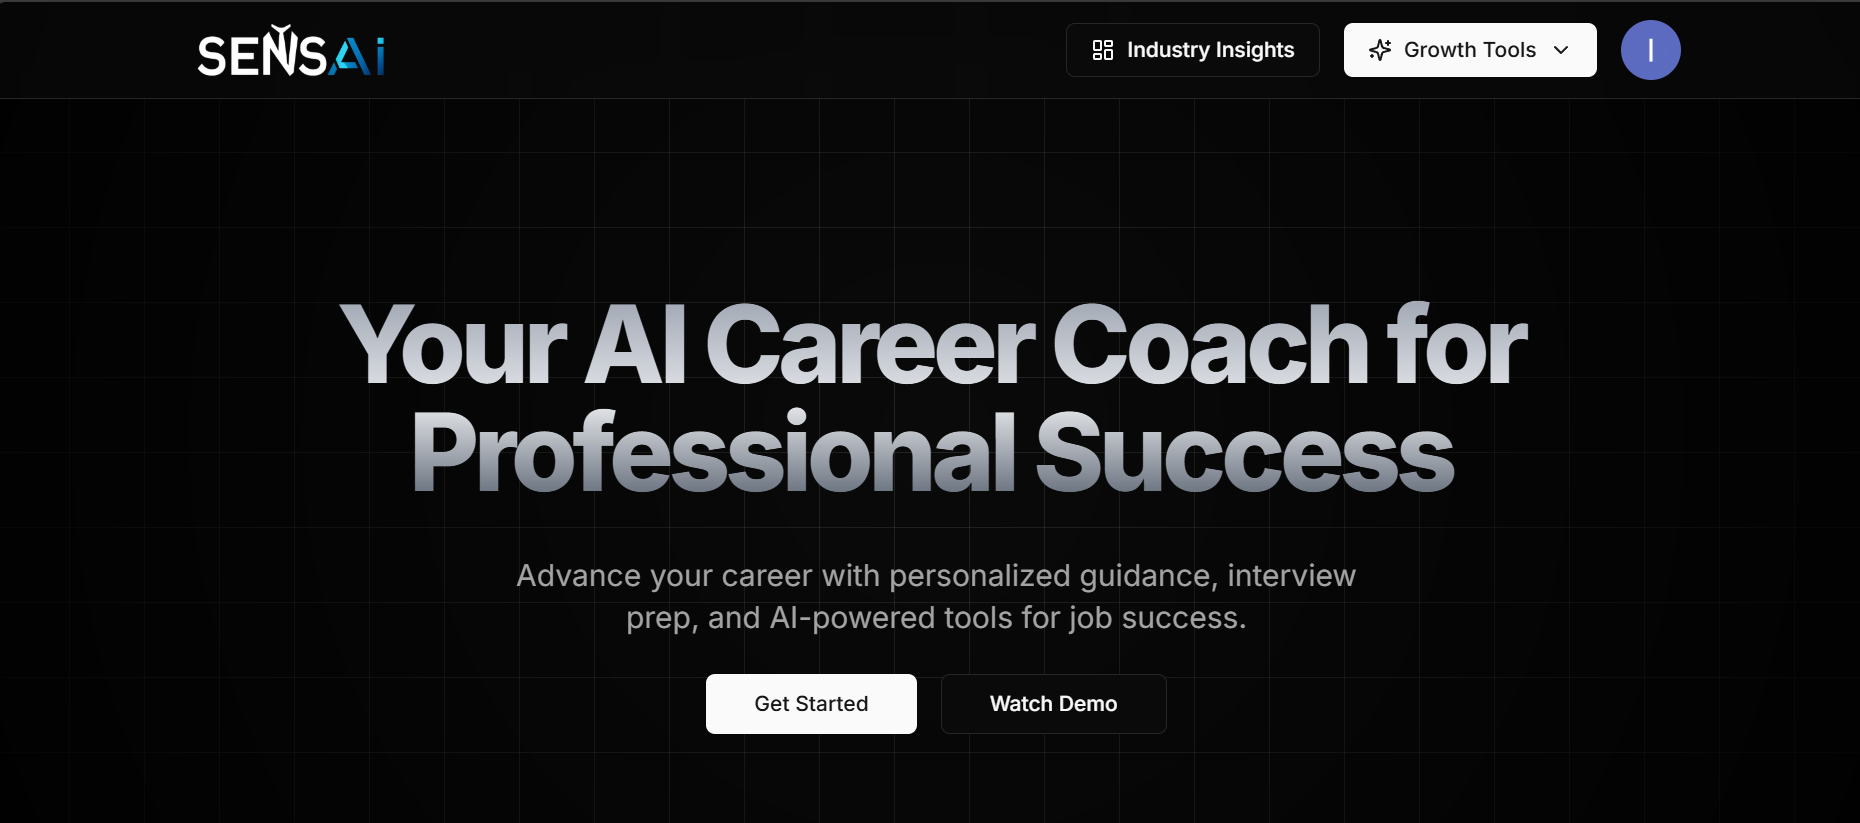 SENSAi
Industry Insights
Growth Tools
I
Your AI Career Coach for
Professional Success
Advance your career with personalized guidance, interview
prep, and AI-powered tools for job success.
Get Started
Watch Demo